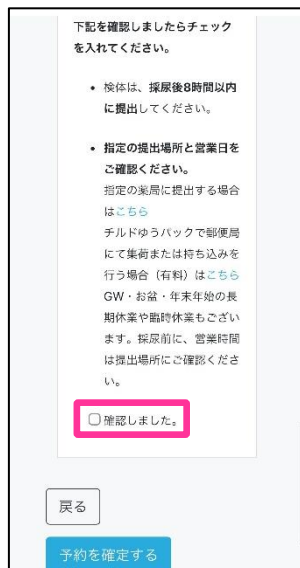 下記を確認しましたらチェック
を入れてください。
• 検体は、採尿後8時間以内
に提出してください。
• 指定の提出場所と営業日を
ご確認ください。
指定の薬局に提出する場合
はこちら
チルドゆうパックで郵便局
にて集荷または持ち込みを
行う場合（有料）はこちら
GW・お盆・年末年始の長
期休業や臨時休業もござい
ます。採尿前に、営業時間
は提出場所にご確認くださ
い。
確認しました。
戻る
予約を確定する